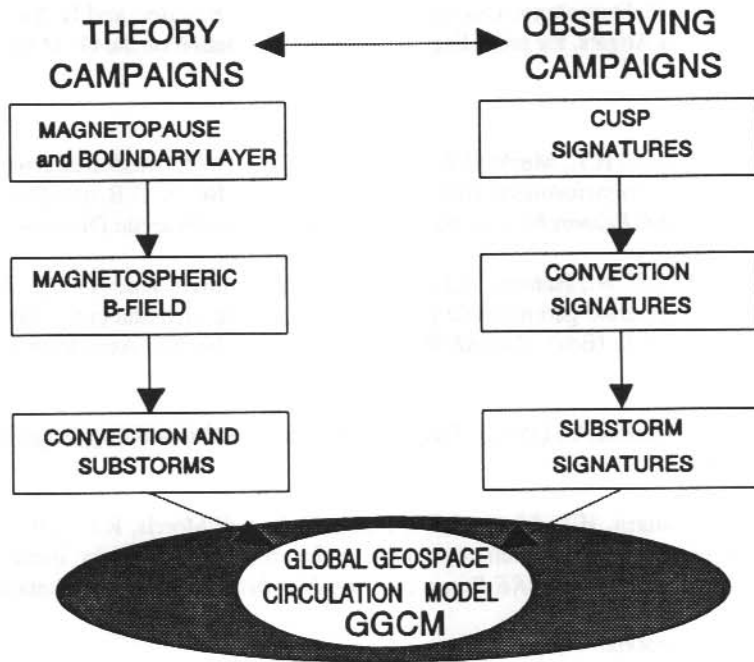 THEORY
CAMPAIGNS
MAGNETOPAUSE
and BOUNDARY LAYER
MAGNETOSPHERIC
B-FIELD
CONVECTION AND
SUBSTORMS
OBSERVING
CAMPAIGNS
CUSP
SIGNATURES
CONVECTION
SIGNATURES
SUBSTORM
SIGNATURES
GLOBAL GEOSPACE
CIRCULATION MODEL
GGCM